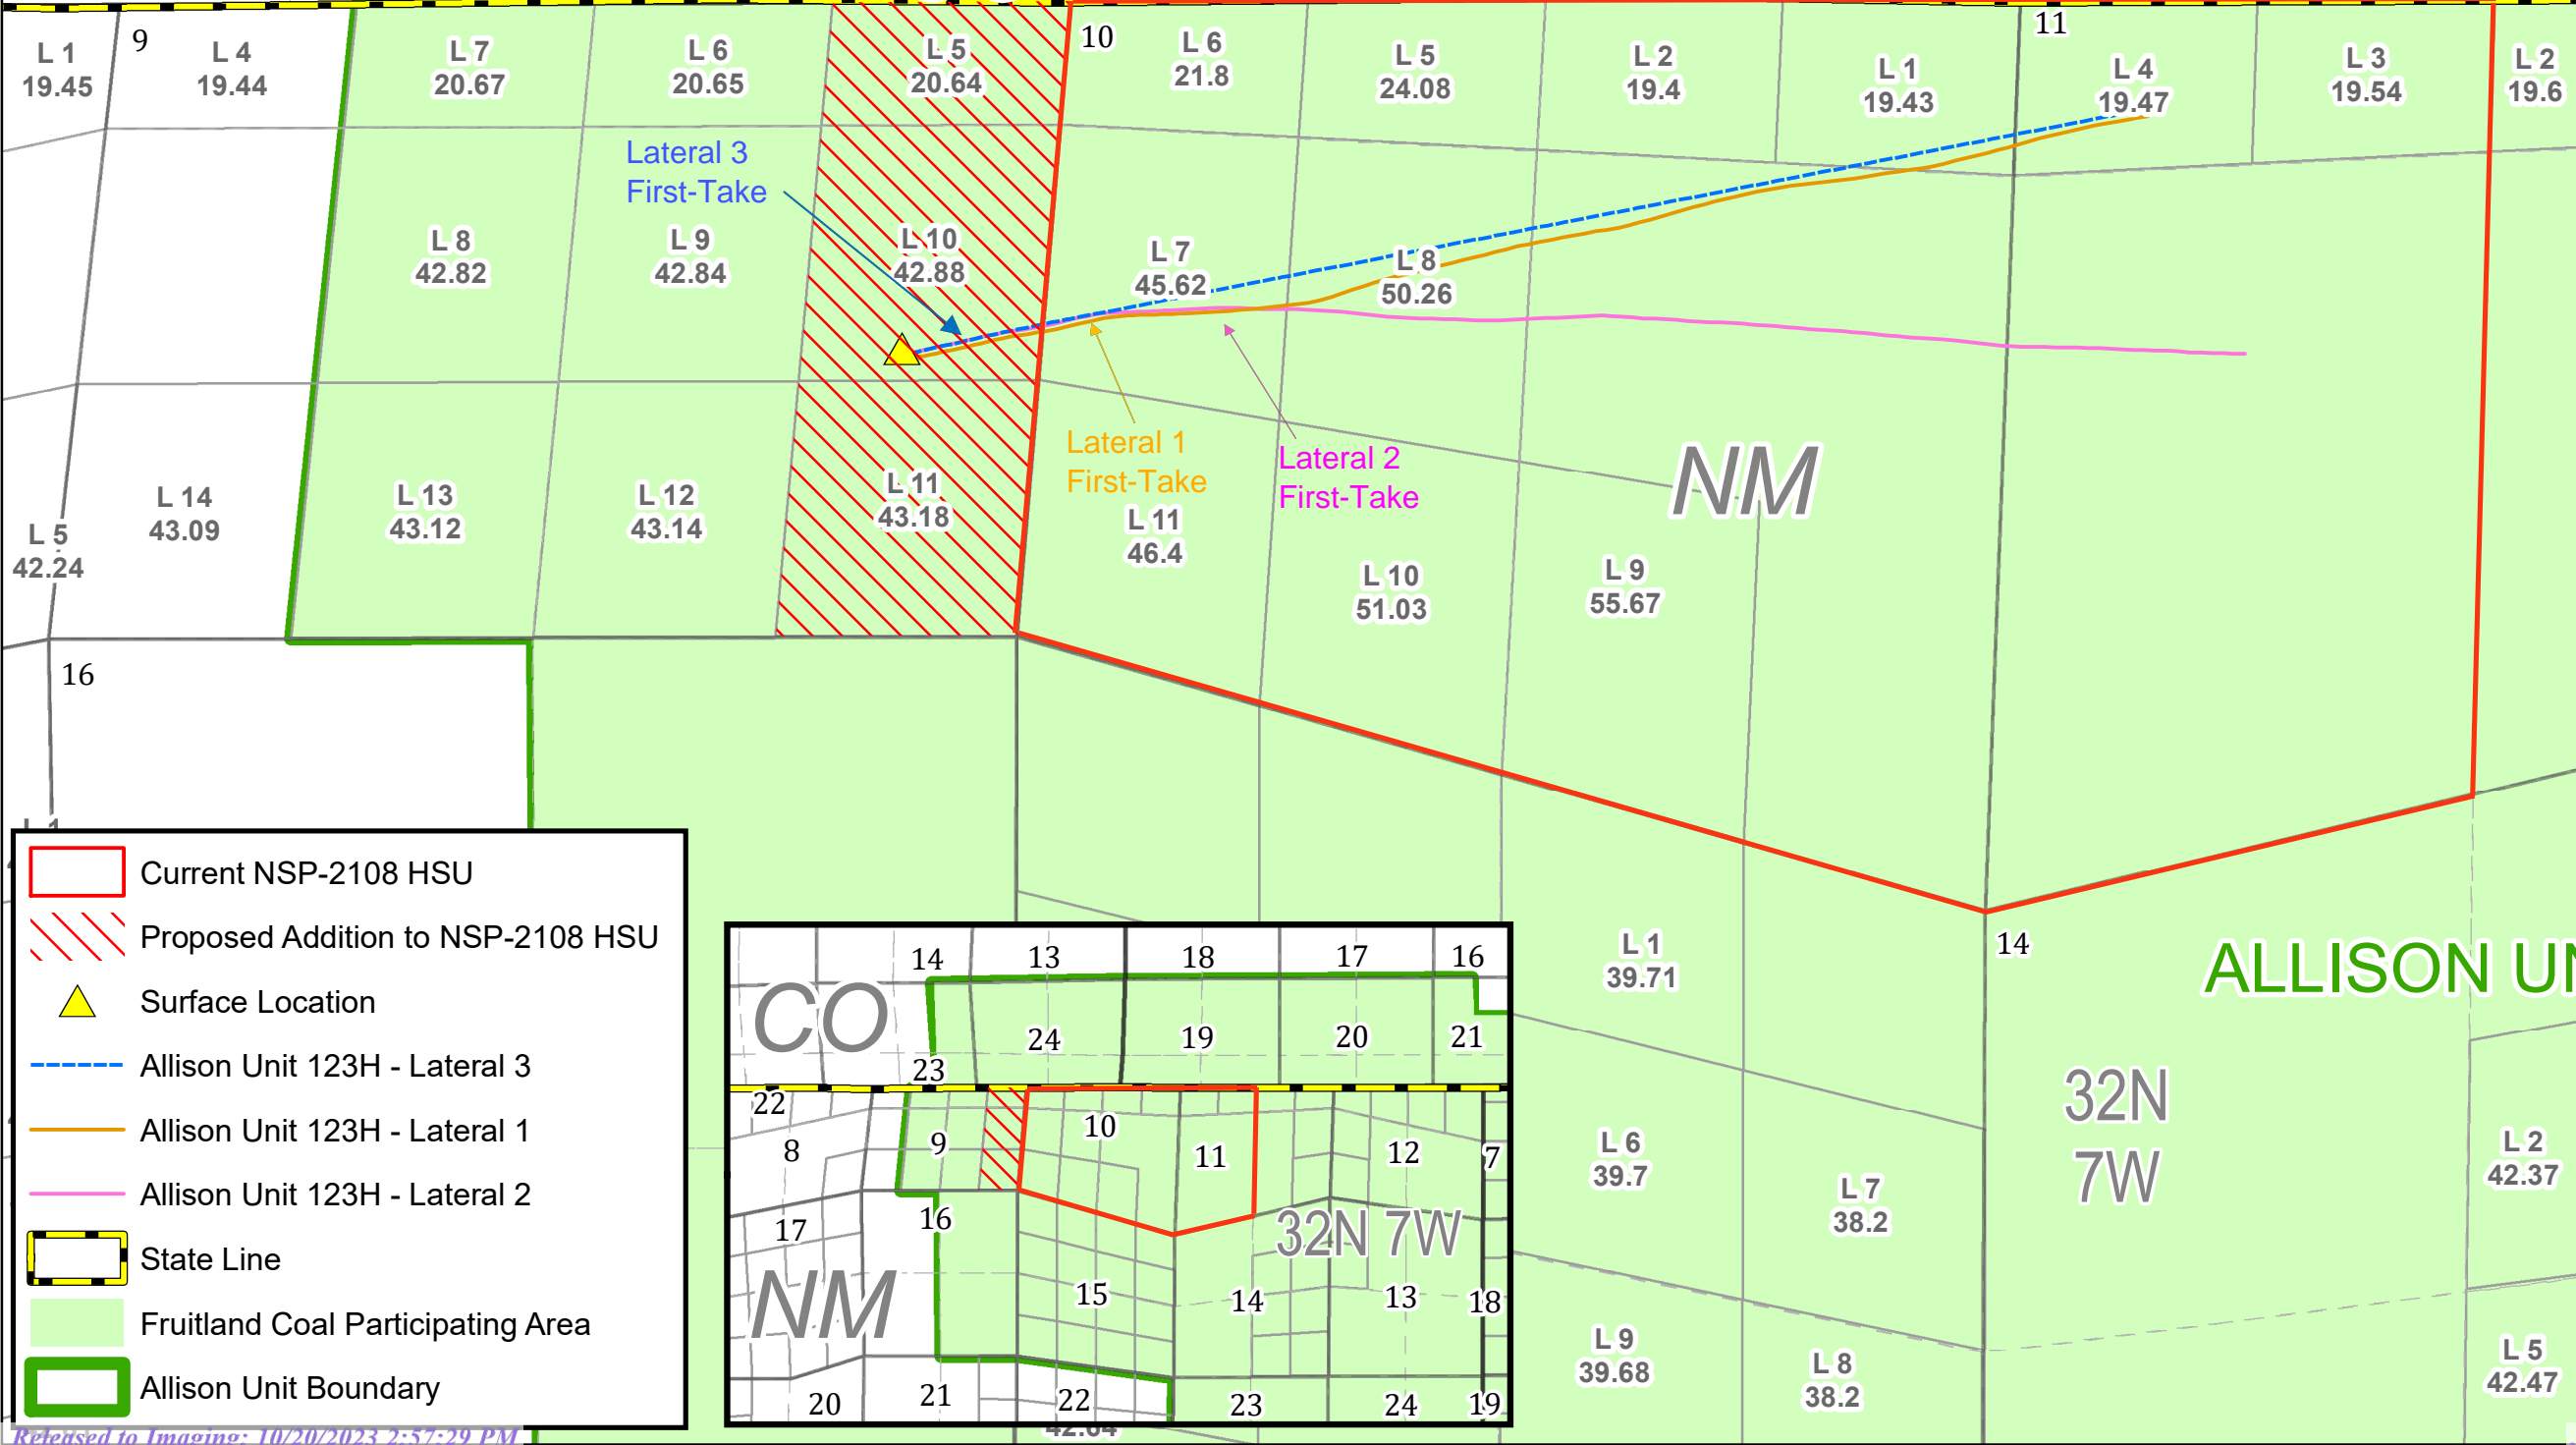 9
10
11
L 1
19.45
L 4
19.44
L 7
20.67
L 6
20.65
L 5
20.64
L 6
21.8
L 5
24.08
L 2
19.4
L 1
19.43
L 4
19.47
L 3
19.54
L 2
19.6
Lateral 3
First-Take
L 8
42.82
L 9
42.84
L 10
42.88
L 7
45.62
L 8
50.26
Lateral 1
First-Take
Lateral 2
First-Take
NM
L 5
42.24
L 14
43.09
L 13
43.12
L 12
43.14
L 11
43.18
L 11
46.4
L 10
51.03
L 9
55.67
16
L 1
14
L 1
39.71
ALLISON UN
32N
7W
L 6
39.7
L 7
38.2
L 2
42.37
L 9
39.68
L 8
38.2
L 5
42.47
Current NSP-2108 HSU
Proposed Addition to NSP-2108 HSU
Surface Location
Allison Unit 123H - Lateral 3
Allison Unit 123H - Lateral 1
Allison Unit 123H - Lateral 2
State Line
Fruitland Coal Participating Area
Allison Unit Boundary
14
13
18
17
16
CO
24
19
20
21
23
22
8
9
10
11
12
7
17
16
32N 7W
NM
15
14
13
18
20
21
22
23
24
19
42.64
Released to Imaging: 10/20/2023 2:57:29 PM